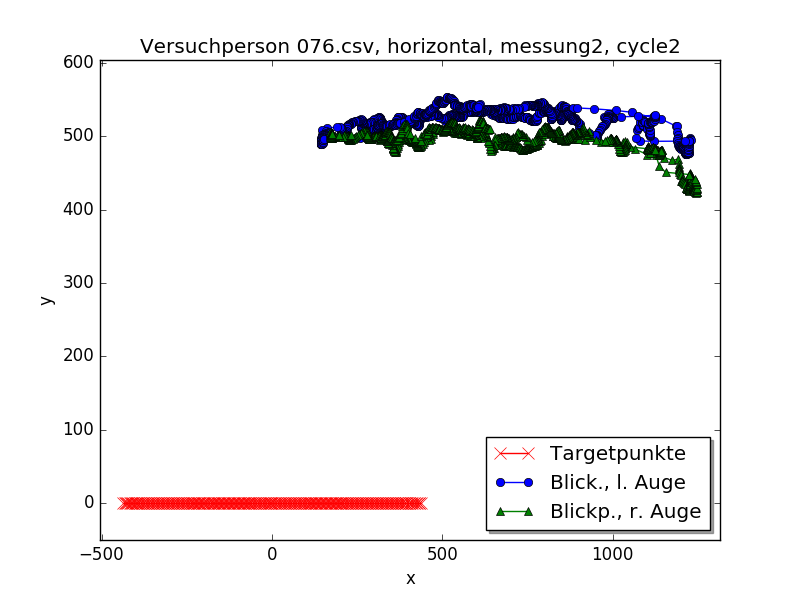 Versuchperson 076.csv, horizontal, messung2, cycle2
600
500
400
300
200
100
0
y
−500
0
500
1000
x
Targetpunkte
Blick., l. Auge
Blickp., r. Auge